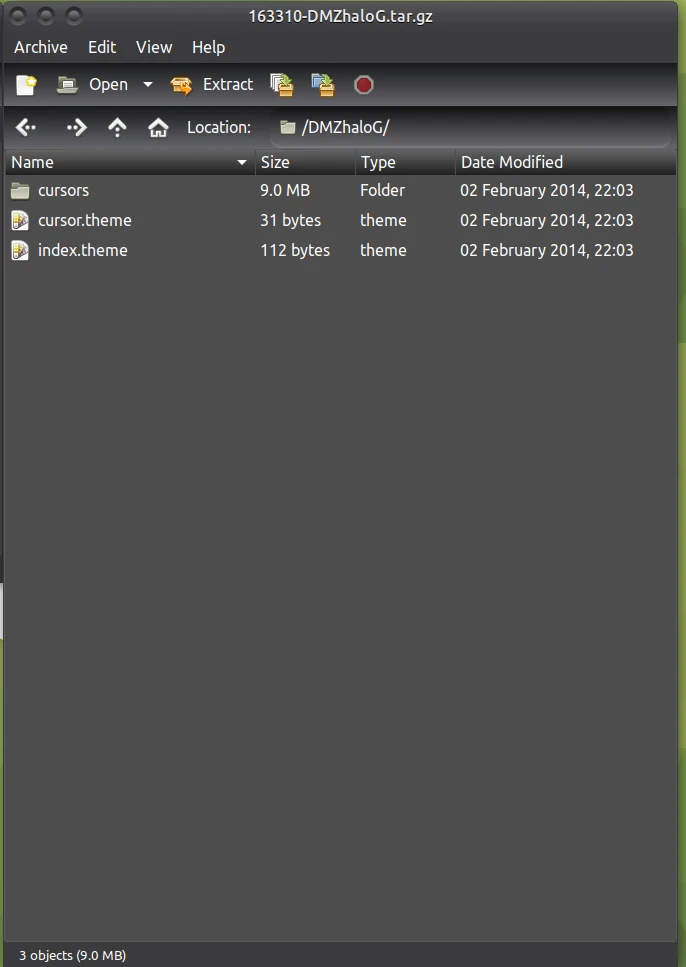 163310-DMZhaloG.tar.gz
Archive Edit View Help
Open Extract
Location: /DMZhaloG/
Name Size Type Date Modified
cursors 9.0 MB Folder 02 February 2014, 22:03
cursor.theme 31 bytes theme 02 February 2014, 22:03
index.theme 112 bytes theme 02 February 2014, 22:03
3 objects (9.0 MB)